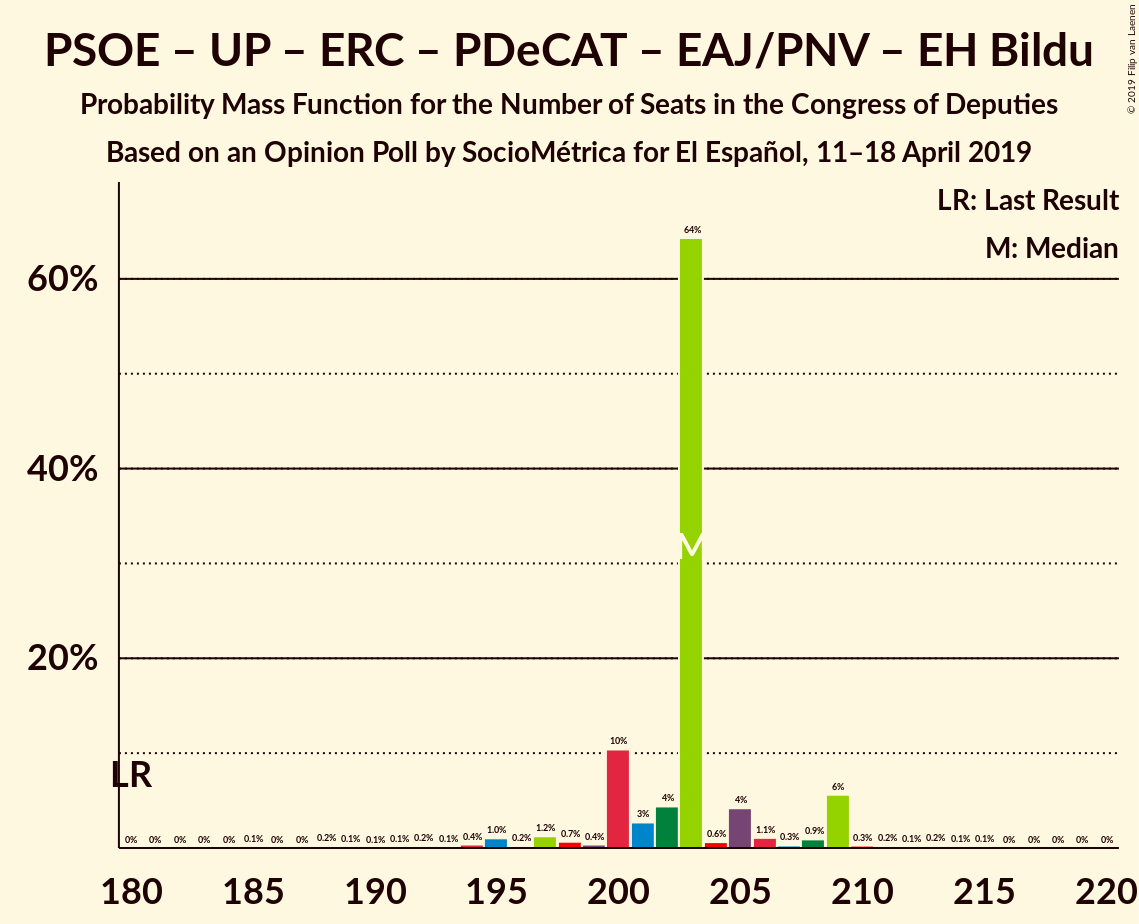 PSOE – UP – ERC – PDeCAT – EAJ/PNV – EH Bildu
Probability Mass Function for the Number of Seats in the Congress of Deputies
Based on an Opinion Poll by SocioMétrica for El Español, 11–18 April 2019
© 2019 Filip van Laenen
LR: Last Result
M: Median
60%
40%
20%
LR
M
0% 0% 0% 0% 0% 0.1% 0% 0% 0.2% 0.1% 0.1% 0.1% 0.2% 0.1% 0.4% 1.0% 0.2% 1.2% 0.7% 0.4% 10% 3% 4% 64% 0.6% 4% 1.1% 0.3% 0.9% 6% 0.3% 0.2% 0.1% 0.2% 0.1% 0.1% 0% 0% 0% 0% 0%
180 185 190 195 200 205 210 215 220